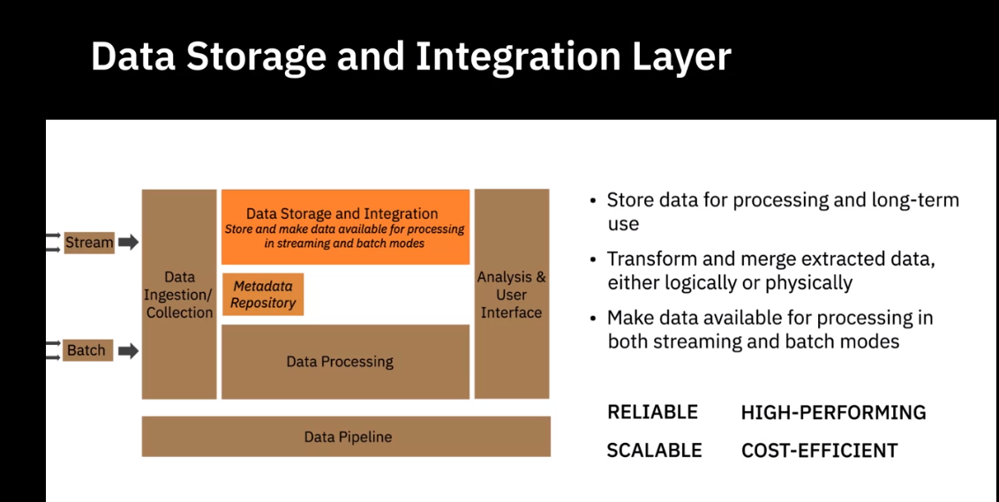 Data Storage and Integration Layer
Stream
Batch
Data
Ingestion/
Collection
Data Storage and Integration
Store and make data available for processing
in streaming and batch modes
Metadata
Repository
Data Processing
Analysis &
User
Interface
Data Pipeline
• Store data for processing and long-term
use
• Transform and merge extracted data,
either logically or physically
• Make data available for processing in
both streaming and batch modes
RELIABLE HIGH-PERFORMING
SCALABLE COST-EFFICIENT